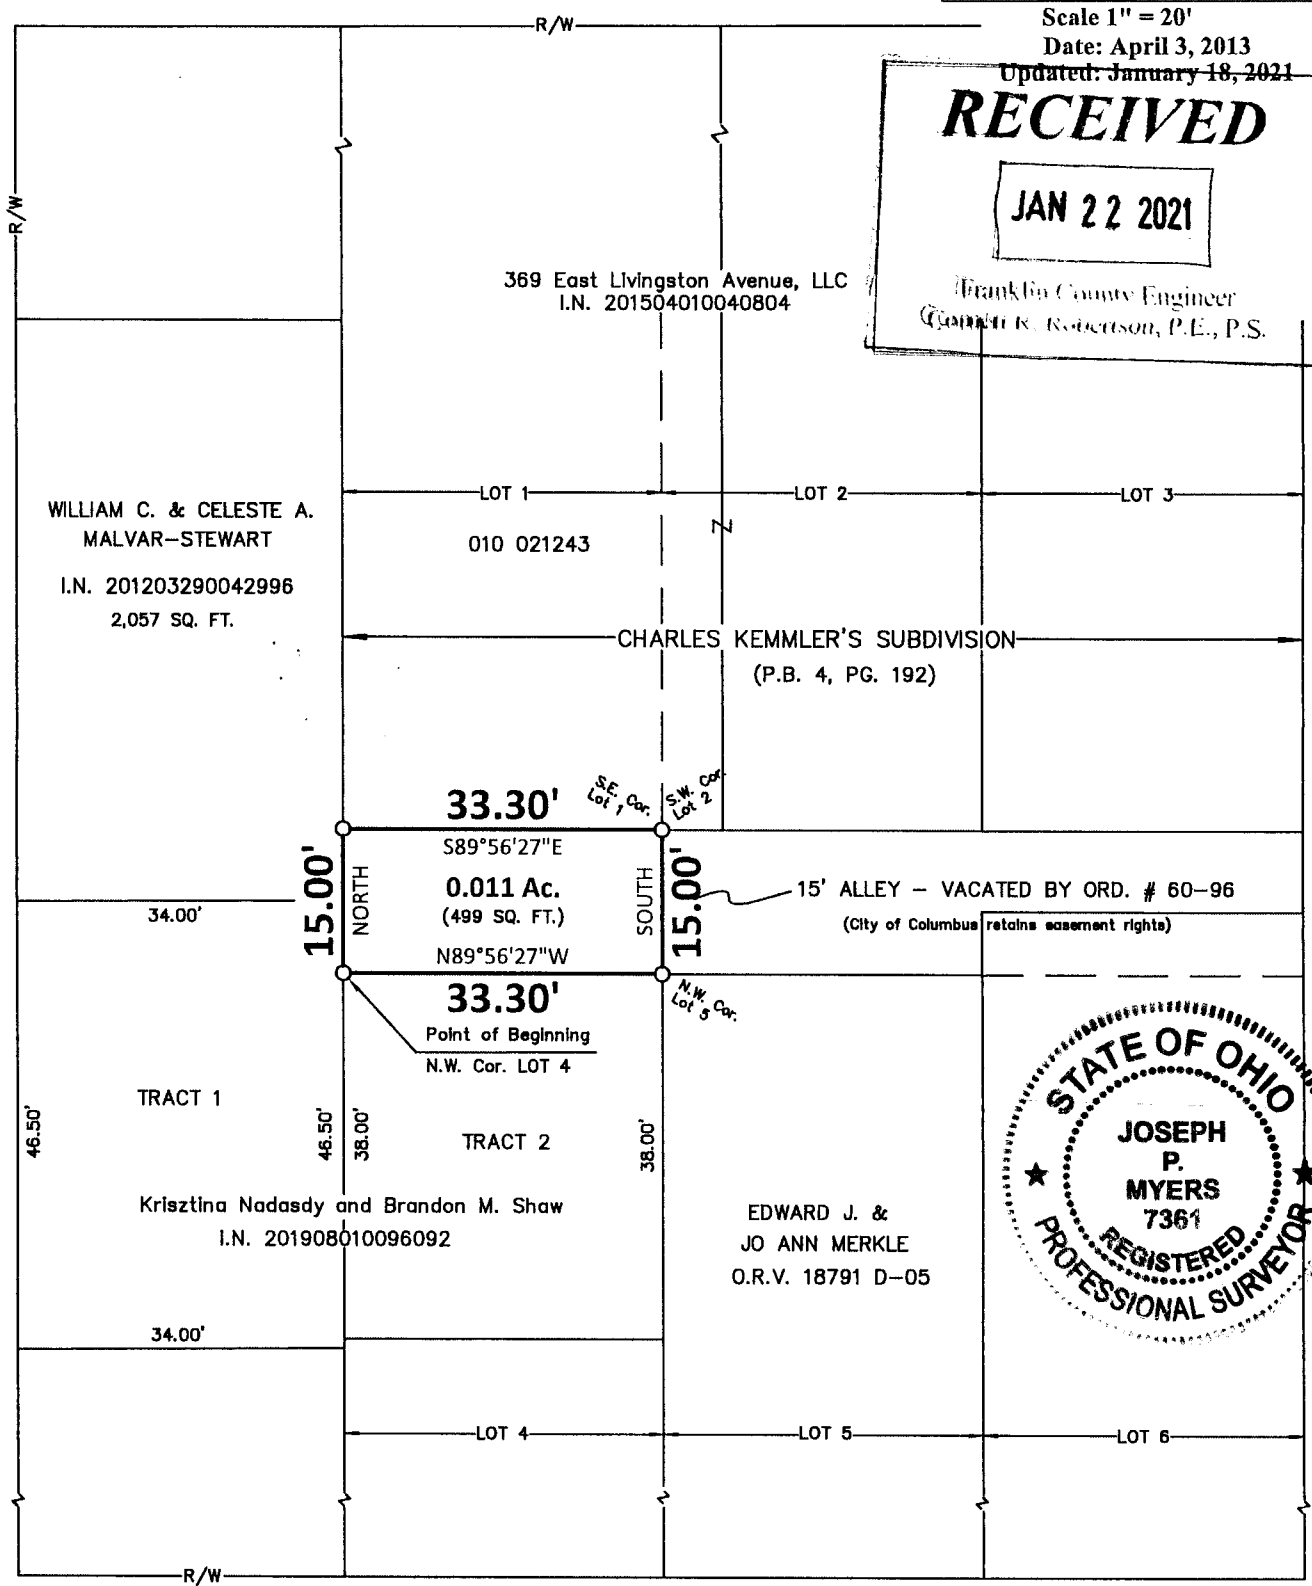 R/W
Scale 1" = 20'
Date: April 3, 2013
Updated: January 18, 2021
RECEIVED
JAN 22 2021
Franklin County Engineer
Cornell R. Robertson, P.E., P.S.
R/W
369 East Livingston Avenue, LLC
I.N. 201504010040804
LOT 1
LOT 2
LOT 3
WILLIAM C. & CELESTE A.
MALVAR-STEWART
I.N. 201203290042996
2,057 SQ. FT.
010 021243
Z
CHARLES KEMMLER'S SUBDIVISION
(P.B. 4, PG. 192)
33.30'
S.E. Cor.
Lot 1
S.W. Cor.
Lot 2
S89°56'27"E
15.00'
NORTH
0.011 Ac.
(499 SQ. FT.)
SOUTH
15.00'
15' ALLEY - VACATED BY ORD. # 60-96
(City of Columbus retains easement rights)
34.00'
N89°56'27"W
33.30'
N.W. Cor.
Lot 5
Point of Beginning
N.W. Cor. LOT 4
TRACT 1
46.50'
46.50'
38.00'
TRACT 2
38.00'
Krisztina Nadasdy and Brandon M. Shaw
I.N. 201908010096092
EDWARD J. &
JO ANN MERKLE
O.R.V. 18791 D-05
STATE OF OHIO
JOSEPH
P.
MYERS
7361
REGISTERED
PROFESSIONAL SURVEYOR
34.00'
LOT 4
LOT 5
LOT 6
R/W